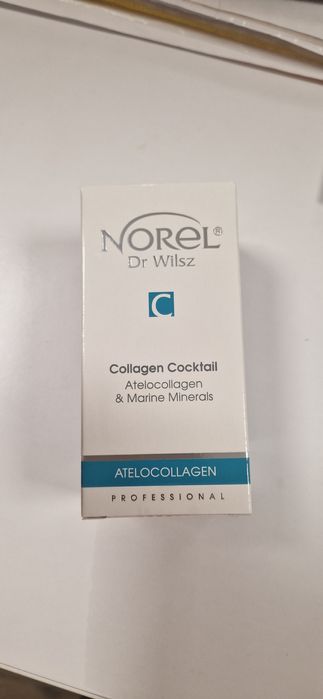 NOREL®
Dr Wilsz
C
Collagen Cocktail
Atelocollagen
& Marine Minerals
ATELOCOLLAGEN
PROFESSIONAL